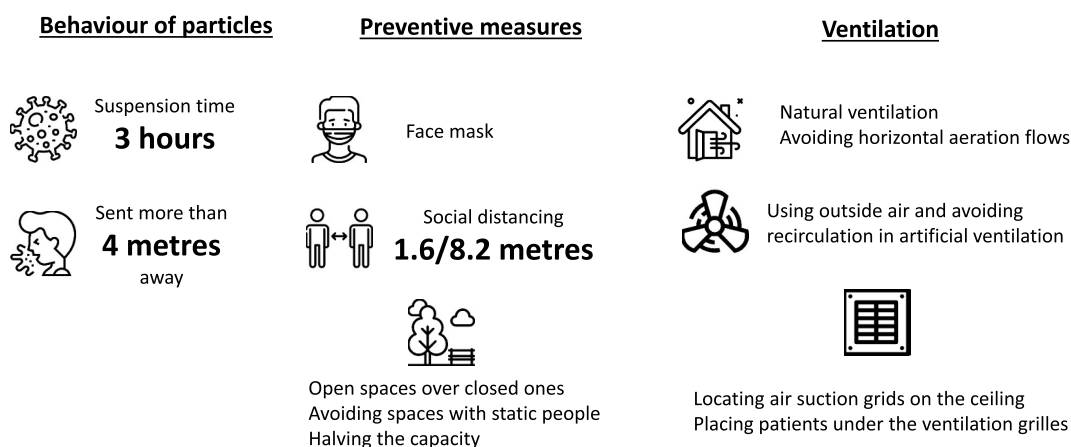 Behaviour of particles
Suspension time
3 hours
Sent more than
4 metres
away
Preventive measures
Face mask
Social distancing
1.6/8.2 metres
Open spaces over closed ones
Avoiding spaces with static people
Halving the capacity
Ventilation
Natural ventilation
Avoiding horizontal aeration flows
Using outside air and avoiding
recirculation in artificial ventilation
Locating air suction grids on the ceiling
Placing patients under the ventilation grilles